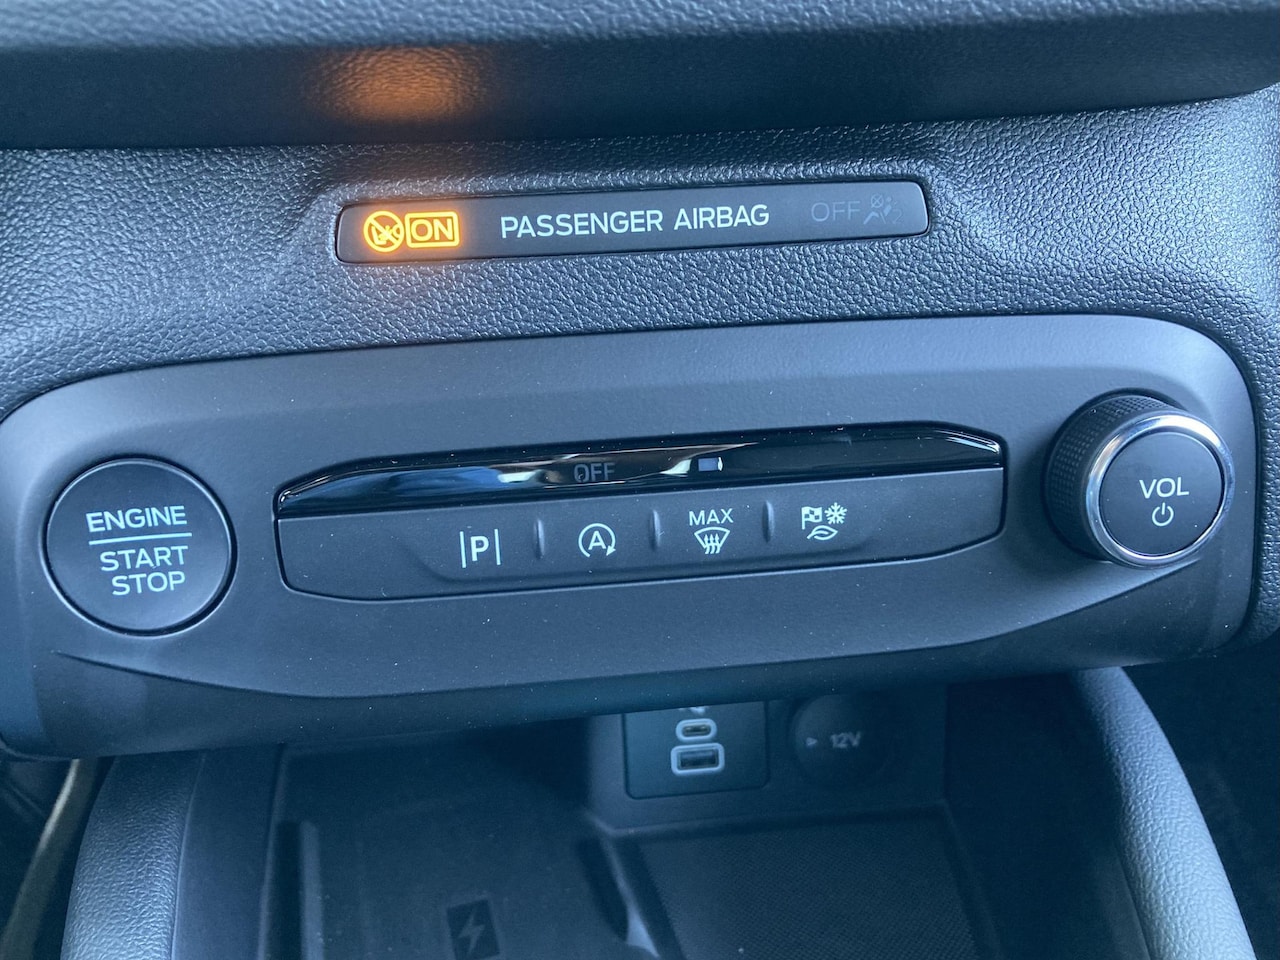 ON PASSENGER AIRBAG OFF
OFF
ENGINE
START
STOP
P
A
MAX
VOL
12V